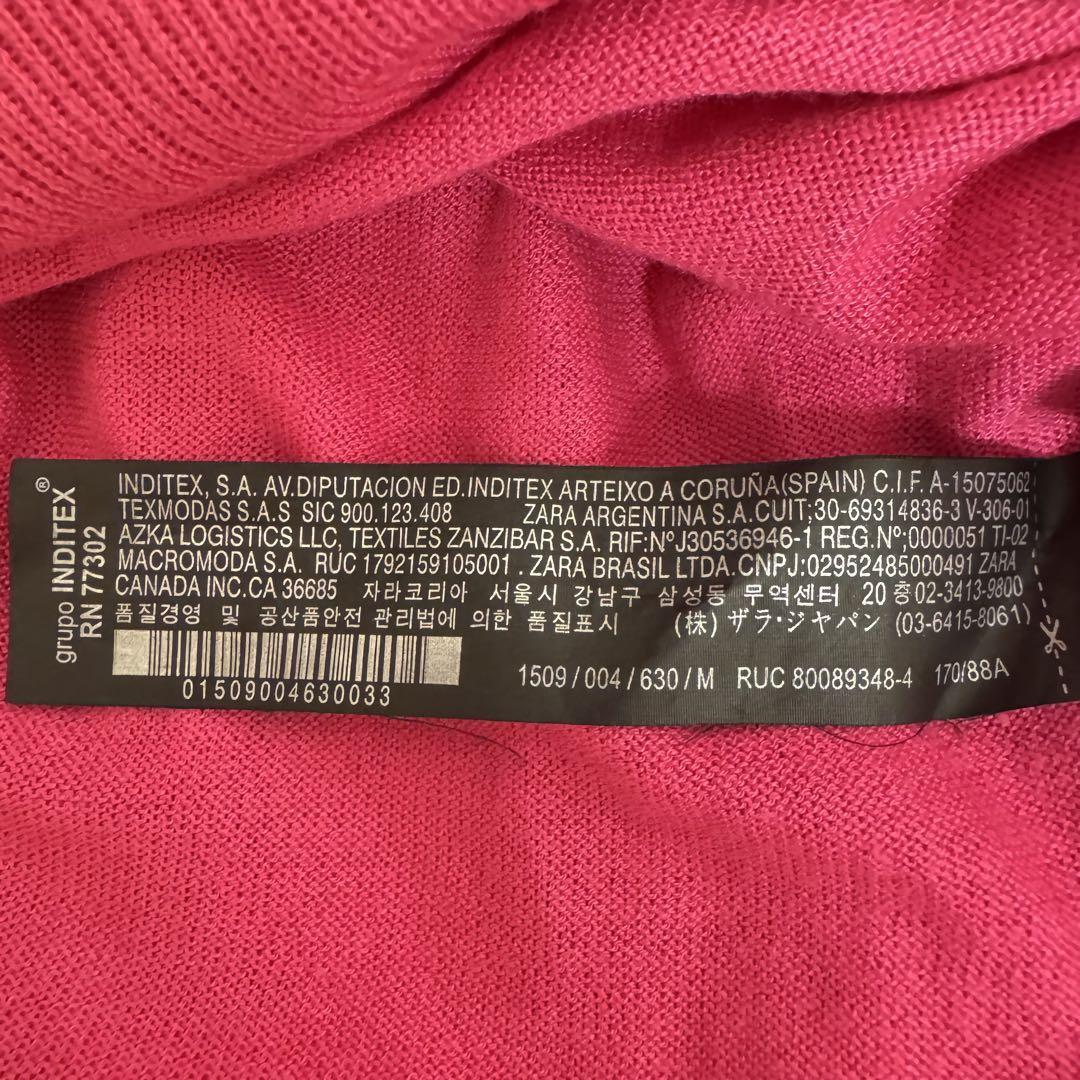 grupo INDITEX ®
RN 77302
INDITEX, S.A. AV.DIPUTACION ED.INDITEX ARTEIXO A CORUÑA(SPAIN) C.I.F. A-15075062
TEXMODAS S.A.S SIC 900.123.408 ZARA ARGENTINA S.A.CUIT;30-69314836-3 V-306-01
AZKA LOGISTICS LLC, TEXTILES ZANZIBAR S.A. RIF:NºJ30536946-1 REG.Nº;0000051 TI-02
MACROMODA S.A. RUC 1792159105001 . ZARA BRASIL LTDA.CNPJ:02952485000491 ZARA
CANADA INC.CA 36685 자라코리아 서울시 강남구 삼성동 무역센터 20 층02-3413-9800
품질경영 및 공산품안전 관리법에 의한 품질표시 (株) ザラ・ジャパン (03-6415-8061)
01509004630033
1509/004/630/M RUC 80089348-4 170/88A